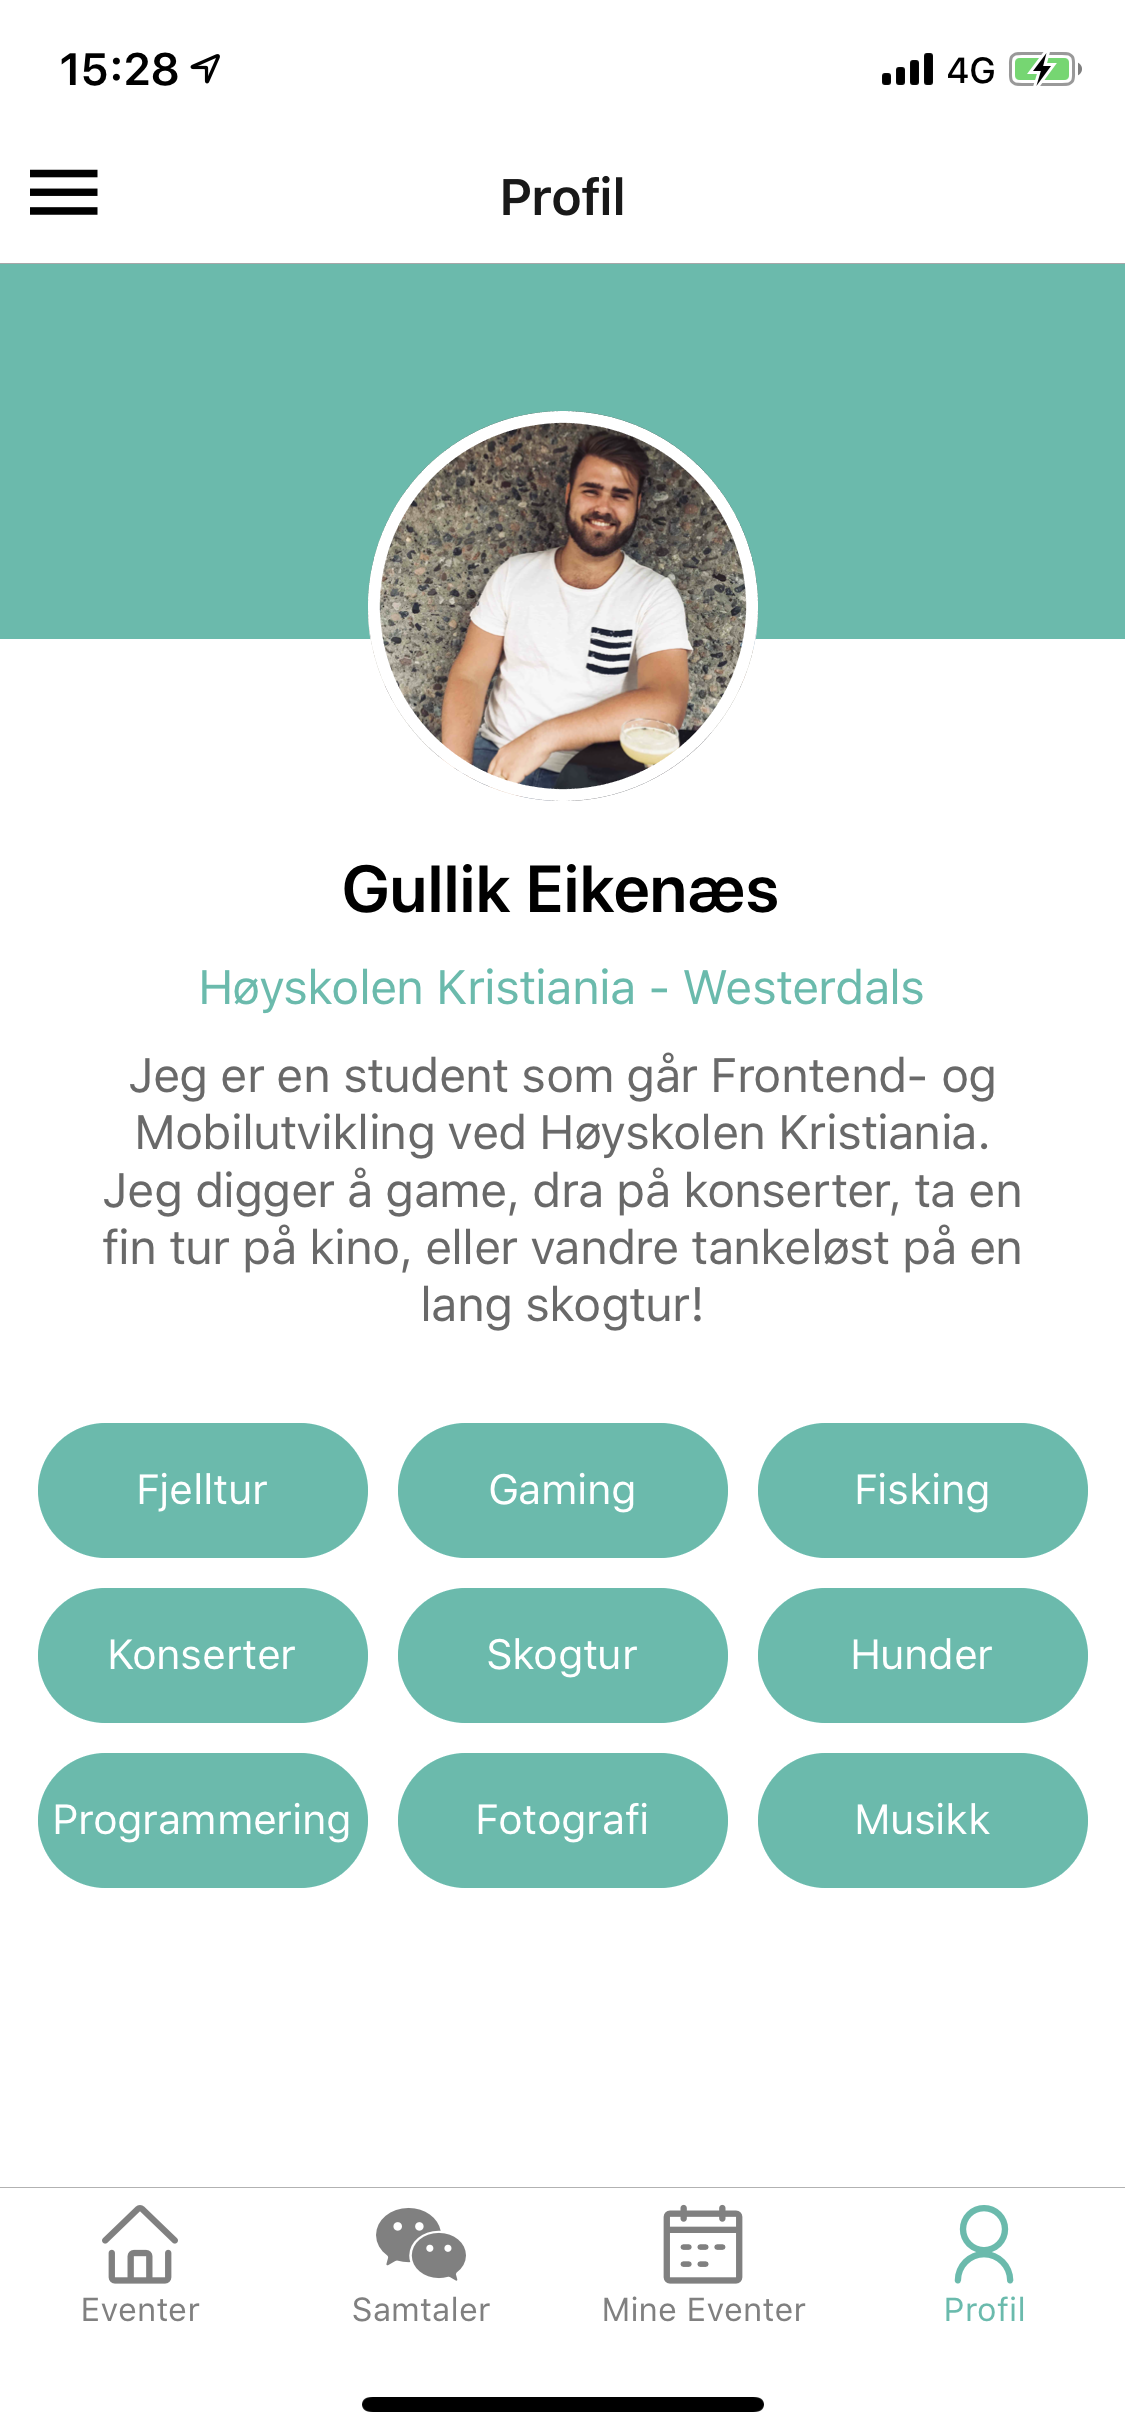 15:28
4G
Profil
Gullik Eikenæs
Høyskolen Kristiania - Westerdals
Jeg er en student som går Frontend- og
Mobilutvikling ved Høyskolen Kristiania.
Jeg digger å game, dra på konserter, ta en
fin tur på kino, eller vandre tankeløst på en
lang skogtur!
Fjelltur
Gaming
Fisking
Konserter
Skogtur
Hunder
Programmering
Fotografi
Musikk
Eventer
Samtaler
Mine Eventer
Profil